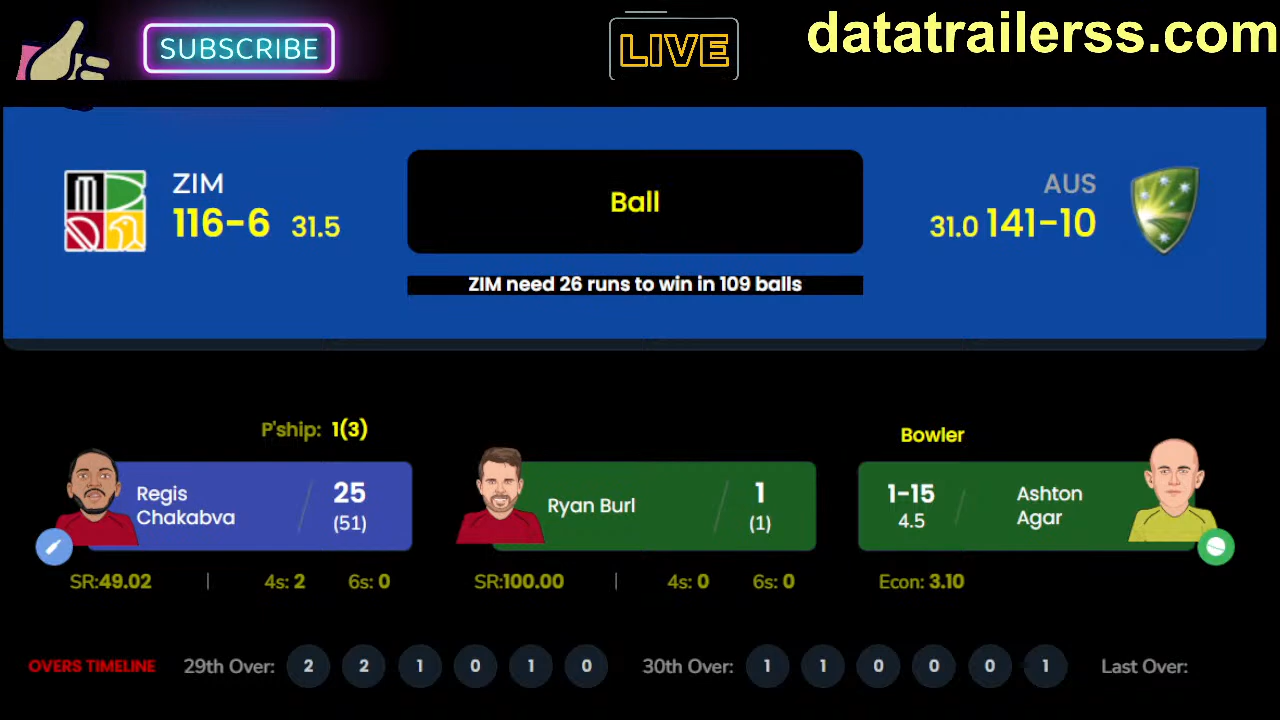 SUBSCRIBE
LIVE
datatrailerss.com
ZIM
116-6 31.5
Ball
AUS
31.0 141-10
ZIM need 26 runs to win in 109 balls
P'ship: 1(3)
Bowler
Regis
Chakabva
25
(51)
Ryan Burl
1
(1)
1-15
4.5
Ashton
Agar
SR:49.02 | 4s: 2 6s: 0
SR:100.00 | 4s: 0 6s: 0
Econ: 3.10
OVERS TIMELINE 29th Over: 2 2 1 0 1 0 30th Over: 1 1 0 0 0 1 Last Over: